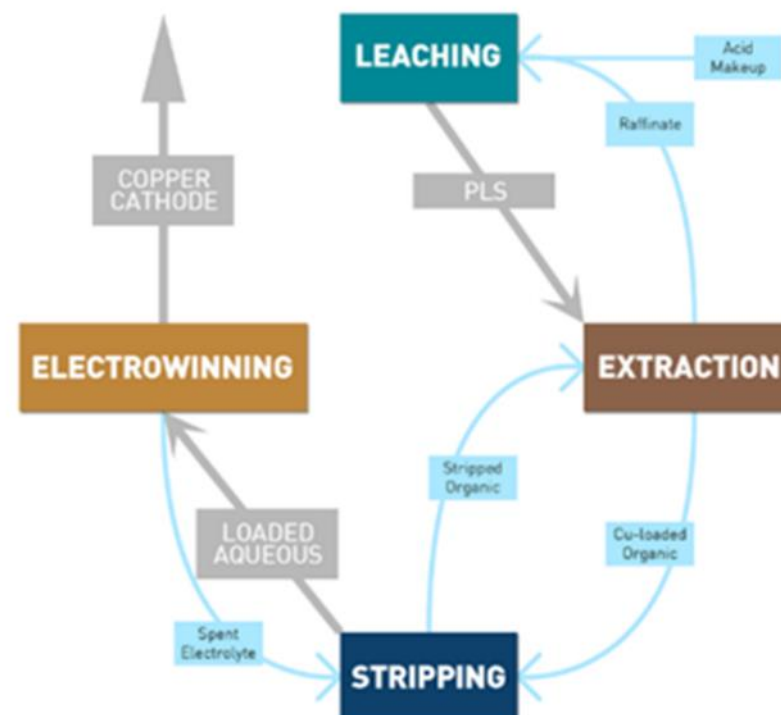 LEACHING
Acid
Makeup
Raffinate
COPPER
CATHODE
PLS
ELECTROWINNING
EXTRACTION
Stripped
Organic
LOADED
AQUEOUS
Cu-loaded
Organic
Spent
Electrolyte
STRIPPING